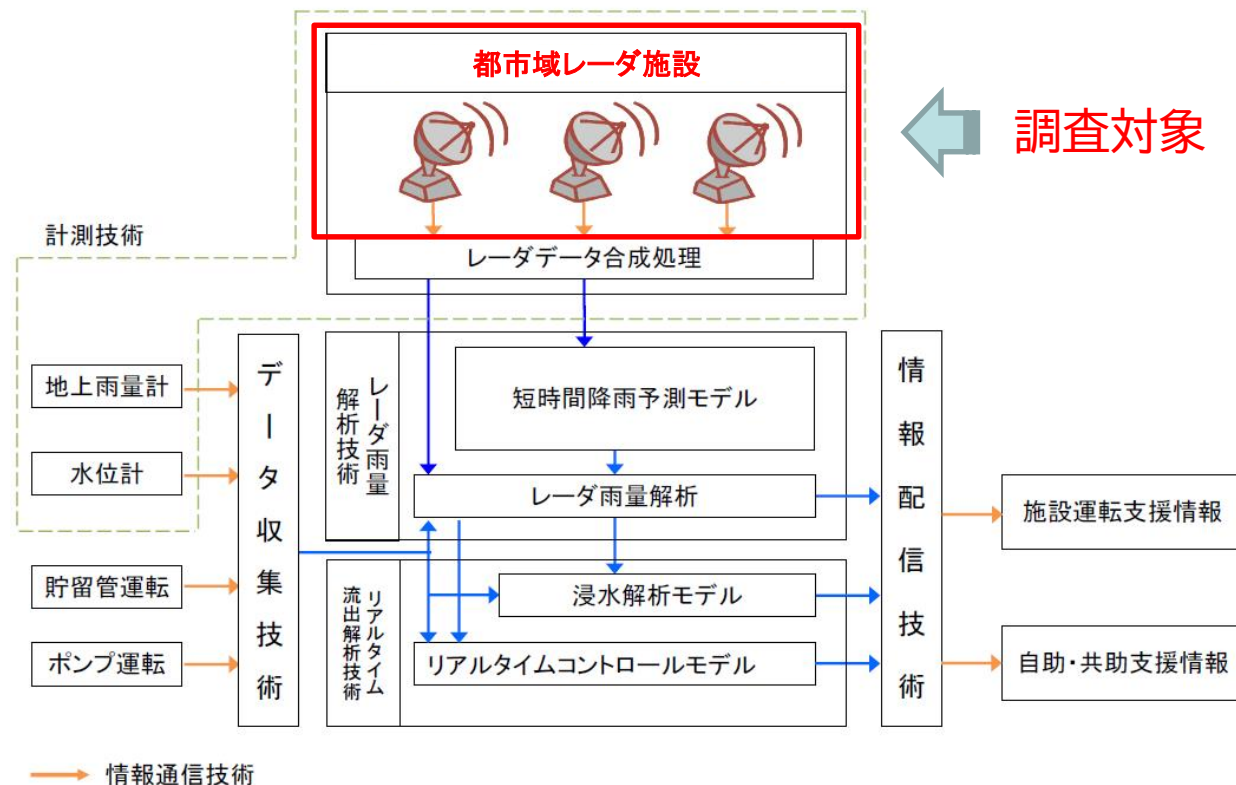 都市域レーダ施設
調査対象
計測技術
レーダデータ合成処理
地上雨量計
水位計
貯留管運転
ポンプ運転
データ収集技術
レーダ雨量
解析技術
短時間降雨予測モデル
レーダ雨量解析
リアルタイム
流出解析技術
浸水解析モデル
リアルタイムコントロールモデル
情報配信技術
施設運転支援情報
自助・共助支援情報
情報通信技術